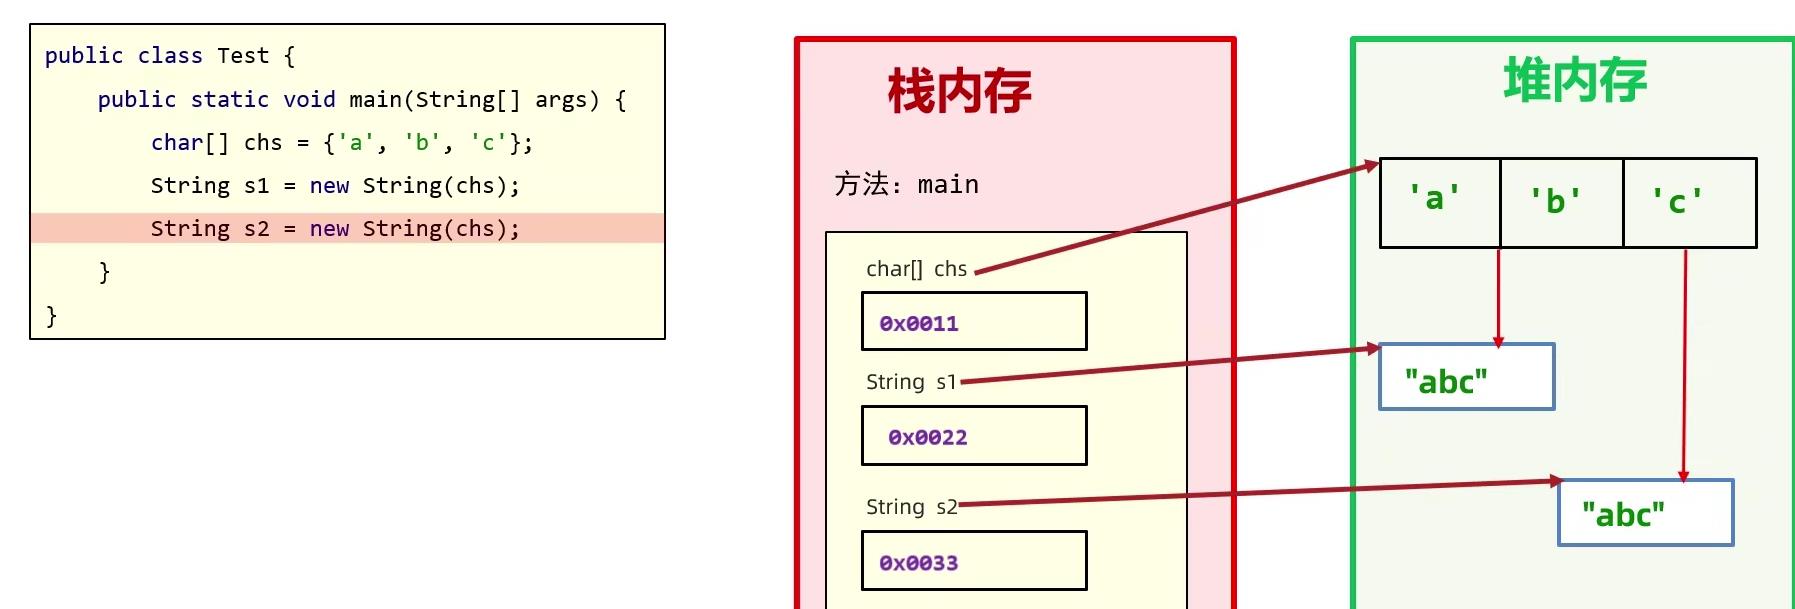 public class Test {
    public static void main(String[] args) {
        char[] chs = {'a', 'b', 'c'};
        String s1 = new String(chs);
        String s2 = new String(chs);
    }
}
栈内存
方法：main
char[] chs
0x0011
String s1
0x0022
String s2
0x0033
堆内存
'a' 'b' 'c'
"abc"
"abc"